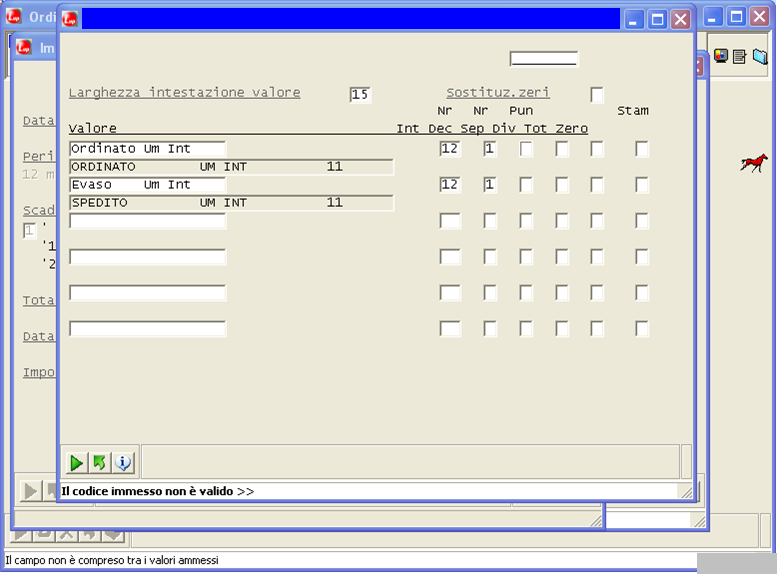 Ordi
Im
Larghezza intestazione valore 15 Sostituz.zeri
Nr Nr Pun Stam
Valore Int Dec Sep Div Tot Zero
Ordinato Um Int 12 1
ORDINATO UM INT 11
Evaso Um Int 12 1
SPEDITO UM INT 11
Data
Peri
12 m
Scad
1 '
'1
'2
Tota
Data
Impo
Il codice immesso non è valido >>
Il campo non è compreso tra i valori ammessi